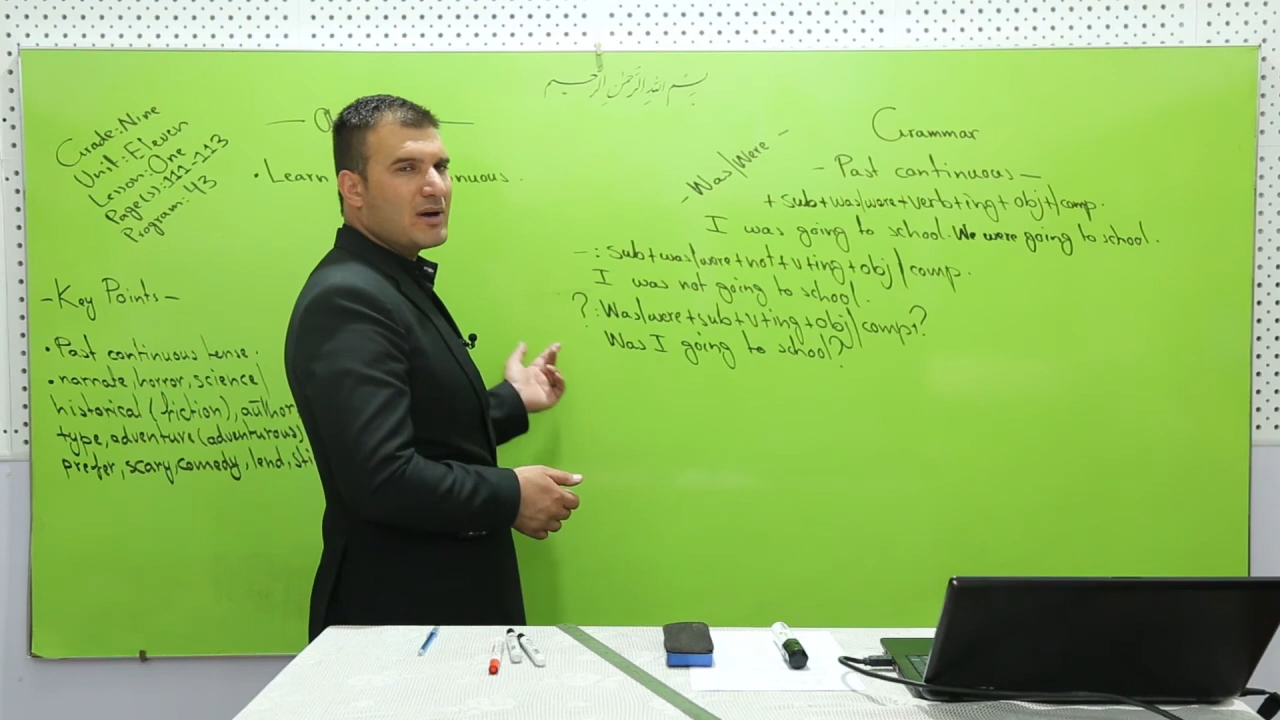 بسم الله الرحمن الرحیم
Grade: Nine
Unit: Eleven
Lesson: One
Page(s): 111-113
Program: 43
• Learn nuous.
- Key Points -
• Past continuous tense.
• narrate, horror, science/
historical (fiction), author
type, adventure (adventurous)
prefer, scary, comedy, lend,
Grammar
- Was/Were -
- Past continuous -
+ sub+was/were+verb+ing+obj/comp.
I was going to school. We were going to school.
- : sub+was/were+not+v+ing+obj/comp.
I was not going to school.
?: Was/were+sub+v+ing+obj/comp?
Was I going to school?